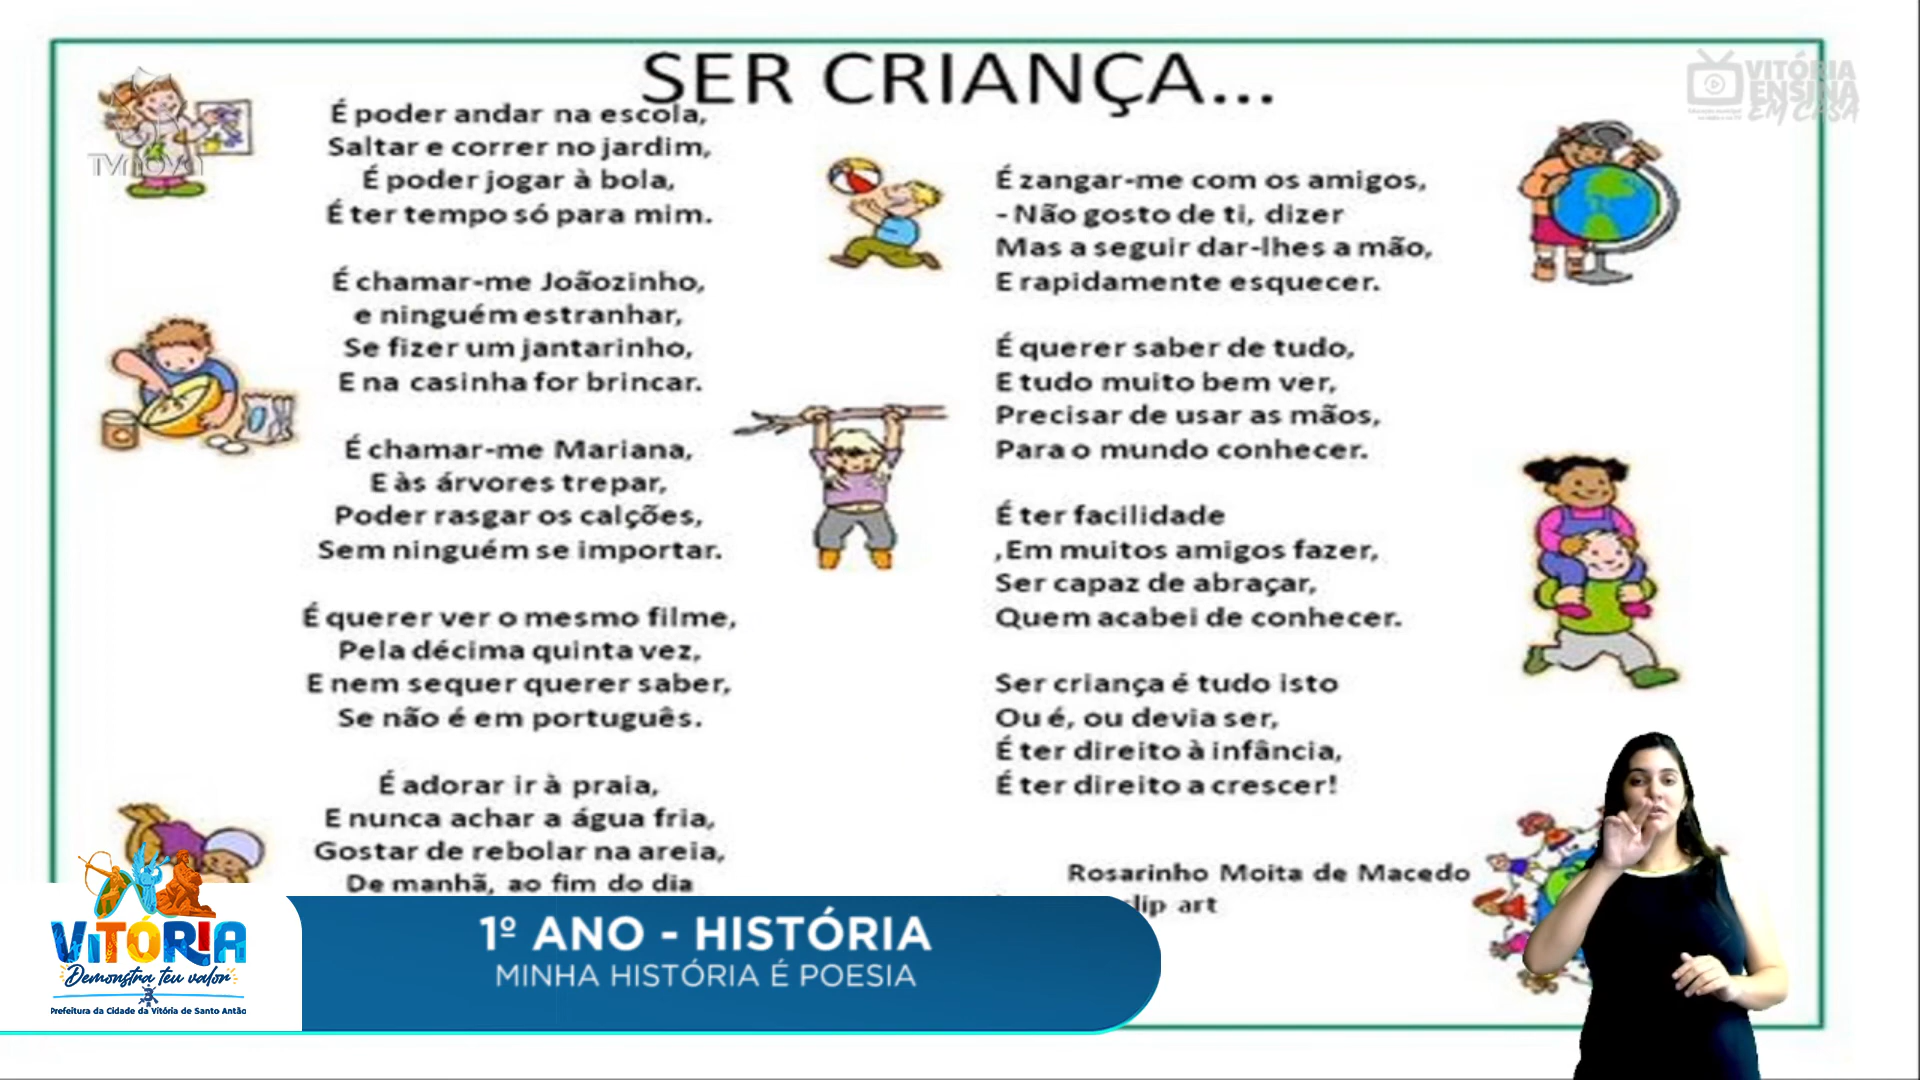 SER CRIANÇA...
É poder andar na escola,
Saltar e correr no jardim,
É poder jogar à bola,
É ter tempo só para mim.
É chamar-me Joãozinho,
e ninguém estranhar,
Se fizer um jantarinho,
E na casinha for brincar.
É chamar-me Mariana,
E às árvores trepar,
Poder rasgar os calções,
Sem ninguém se importar.
É querer ver o mesmo filme,
Pela décima quinta vez,
E nem sequer querer saber,
Se não é em português.
É adorar ir à praia,
E nunca achar a água fria,
Gostar de rebolar na areia,
De manhã, ao fim do dia
É zangar-me com os amigos,
- Não gosto de ti, dizer
Mas a seguir dar-lhes a mão,
E rapidamente esquecer.
É querer saber de tudo,
E tudo muito bem ver,
Precisar de usar as mãos,
Para o mundo conhecer.
É ter facilidade
,Em muitos amigos fazer,
Ser capaz de abraçar,
Quem acabei de conhecer.
Ser criança é tudo isto
Ou é, ou devia ser,
É ter direito à infância,
É ter direito a crescer!
Rosarinho Moita de Macedo
clip art
TV nova
VITÓRIA
ENSINA
EM CASA
VITÓRIA
Demonstra teu valor
Prefeitura da Cidade da Vitória de Santo Antão
1º ANO - HISTÓRIA
MINHA HISTÓRIA É POESIA